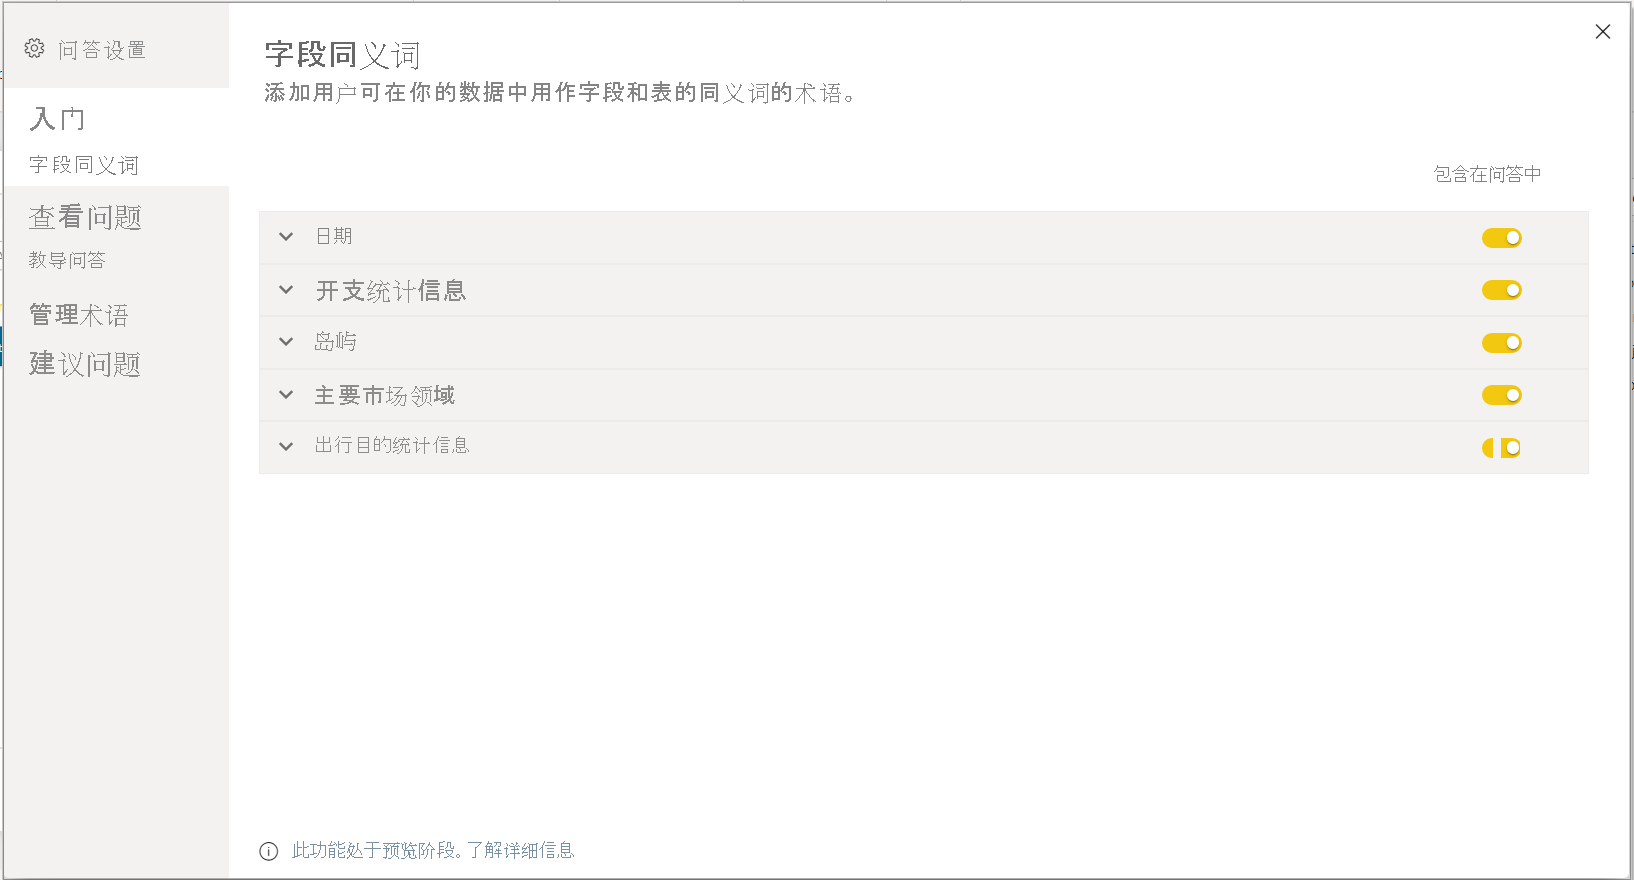 问答设置
入门
字段同义词
查看问题
教导问答
管理术语
建议问题
字段同义词
添加用户可在你的数据中用作字段和表的同义词的术语。
包含在问答中
日期
开支统计信息
岛屿
主要市场领域
出行目的统计信息
此功能处于预览阶段。了解详细信息